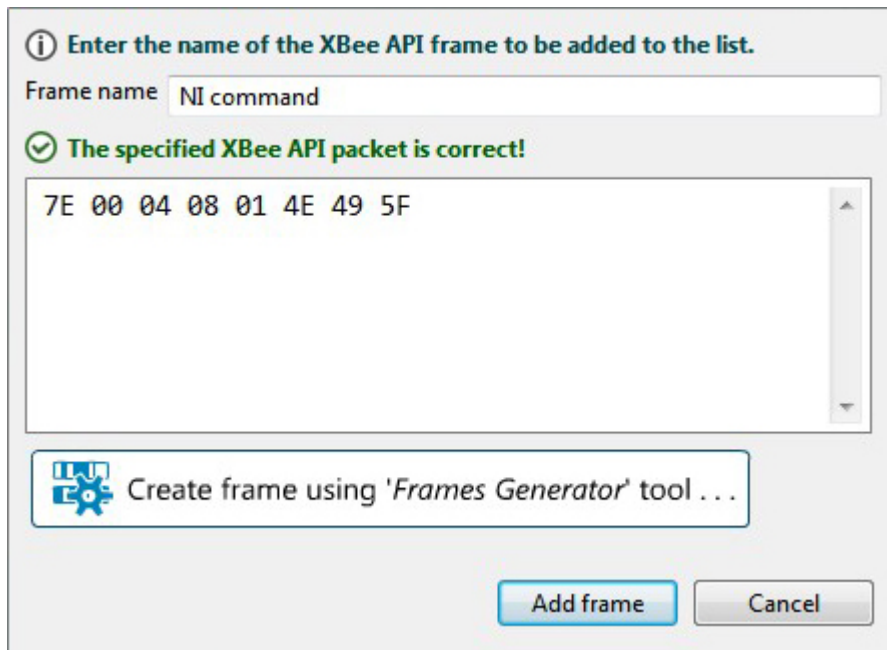 Enter the name of the XBee API frame to be added to the list.
Frame name NI command
The specified XBee API packet is correct!
7E 00 04 08 01 4E 49 5F
Create frame using 'Frames Generator' tool . . .
Add frame Cancel